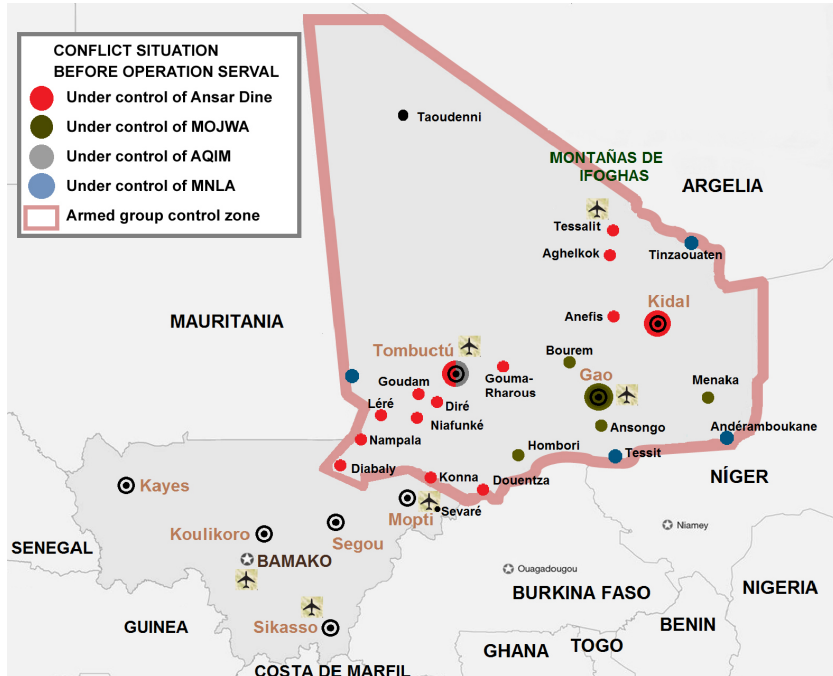 CONFLICT SITUATION
BEFORE OPERATION SERVAL
Under control of Ansar Dine
Under control of MOJWA
Under control of AQIM
Under control of MNLA
Armed group control zone
Taoudenni
MONTAÑAS DE
IFOGHAS
ARGELIA
Tessalit
Aghelkok
Tinzaouaten
Kidal
Anefis
MAURITANIA
Tombuctú
Bourem
Gouma-
Rharous
Gao
Menaka
Goudam
Léré
Diré
Niafunké
Ansongo
Andéramboukane
Nampala
Hombori
Tessit
Diabaly
Konna
Douentza
NÍGER
Kayes
Mopti
Sevaré
Koulikoro
Segou
Niamey
SENEGAL
BAMAKO
Ouagadougou
BURKINA FASO
NIGERIA
GUINEA
Sikasso
BENIN
GHANA
TOGO
COSTA DE MARFIL